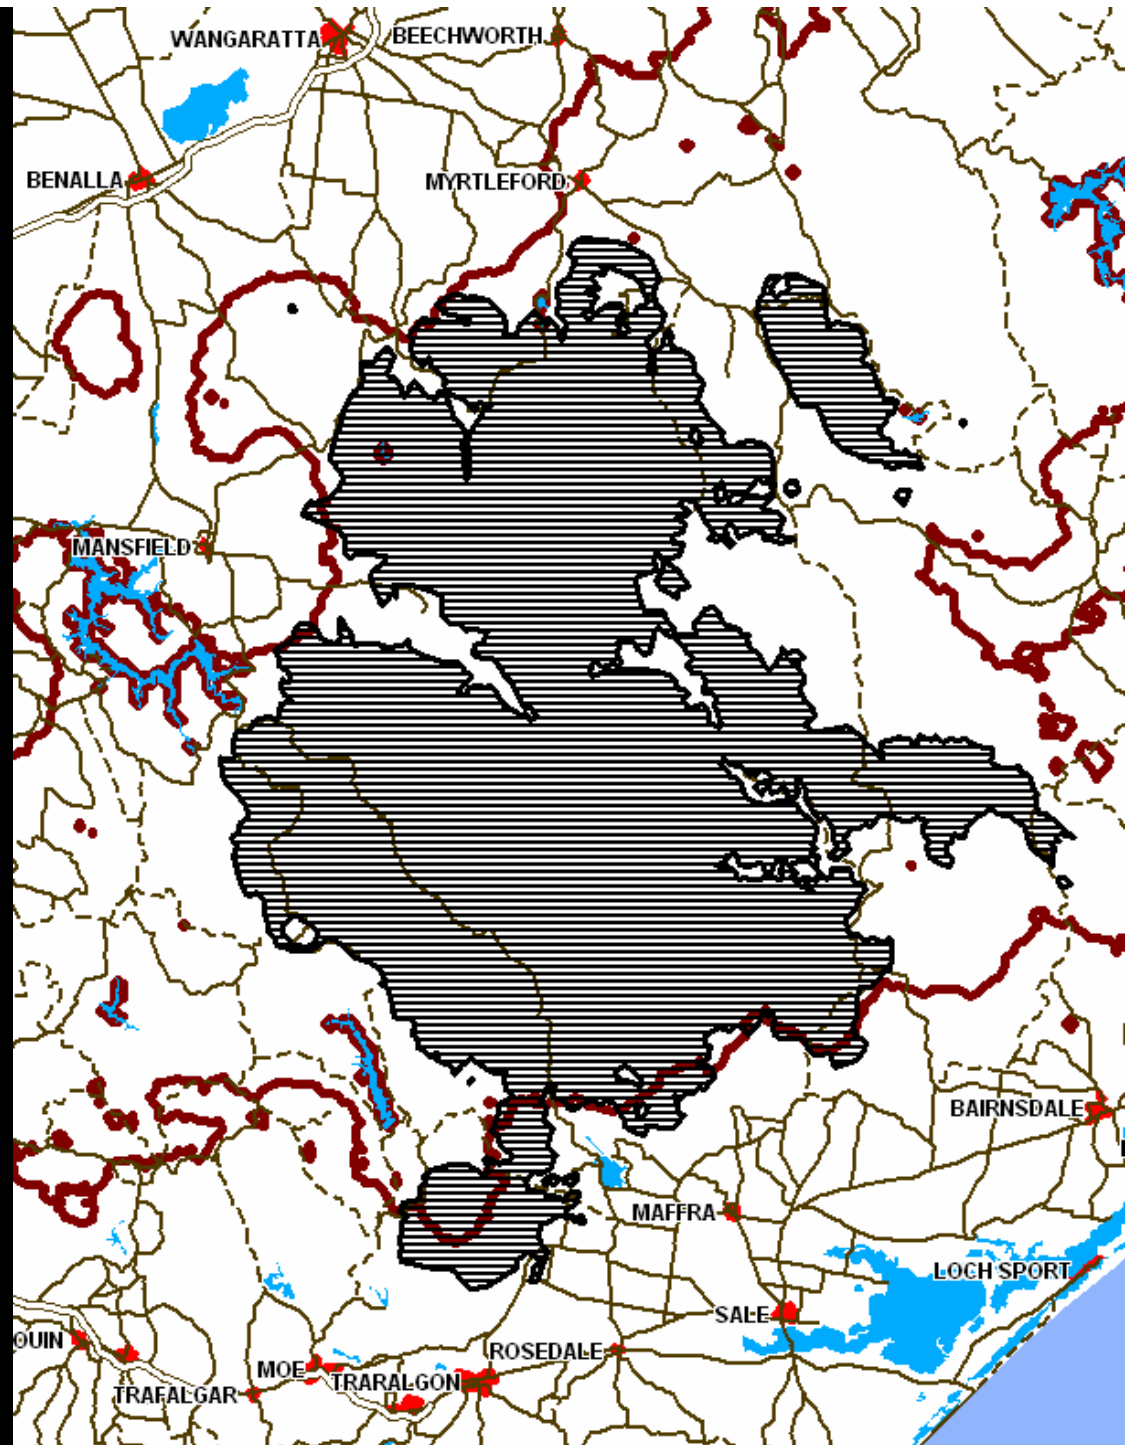 WANGARATTA
BEECHWORTH
BENALLA
MYRTLEFORD
MANSFIELD
BAIRNSDALE
MAFFRA
LOCH SPORT
SALE
OUIN
ROSEDALE
MOE
TRARALGON
TRAFALGAR